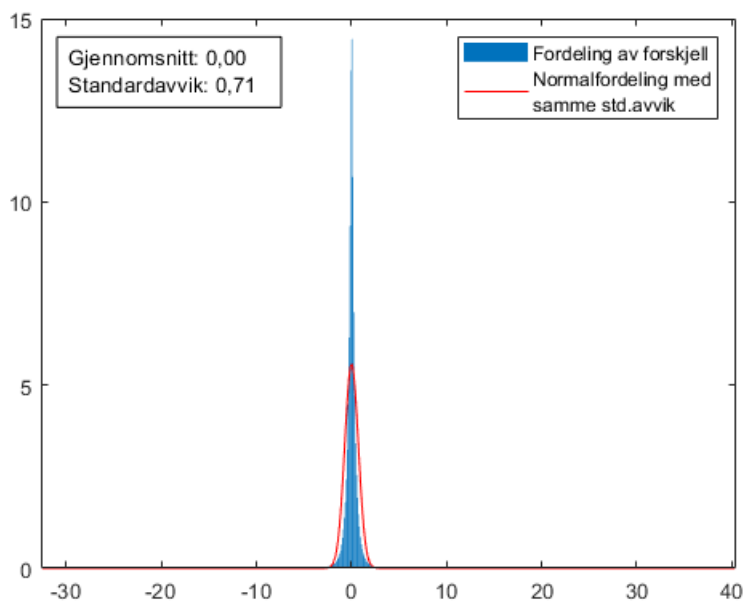 15
Gjennomsnitt: 0,00
Standardavvik: 0,71
Fordeling av forskjell
Normalfordeling med
samme std.avvik
10
5
0
-30 -20 -10 0 10 20 30 40